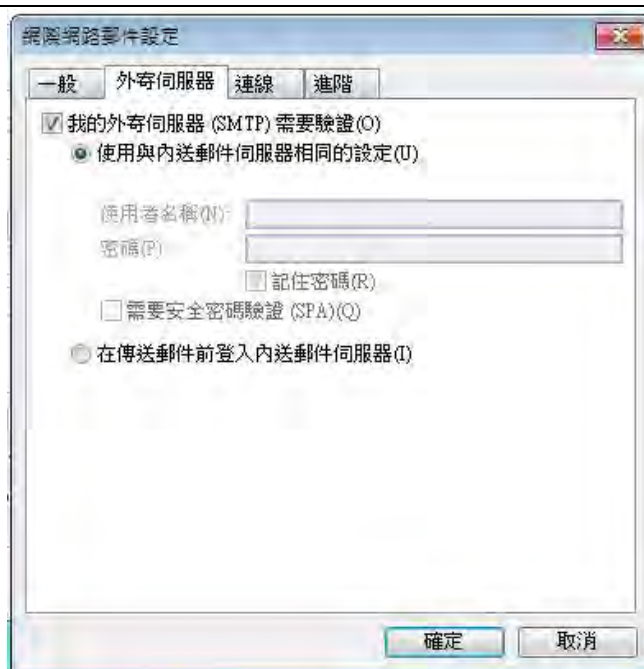 網際網路郵件設定
一般 外寄伺服器 連線 進階
我的外寄伺服器 (SMTP) 需要驗證(O)
使用與內送郵件伺服器相同的設定(U)
使用者名稱(N):
密碼(P)
記住密碼(R)
需要安全密碼驗證 (SPA)(Q)
在傳送郵件前登入內送郵件伺服器(I)
確定 取消